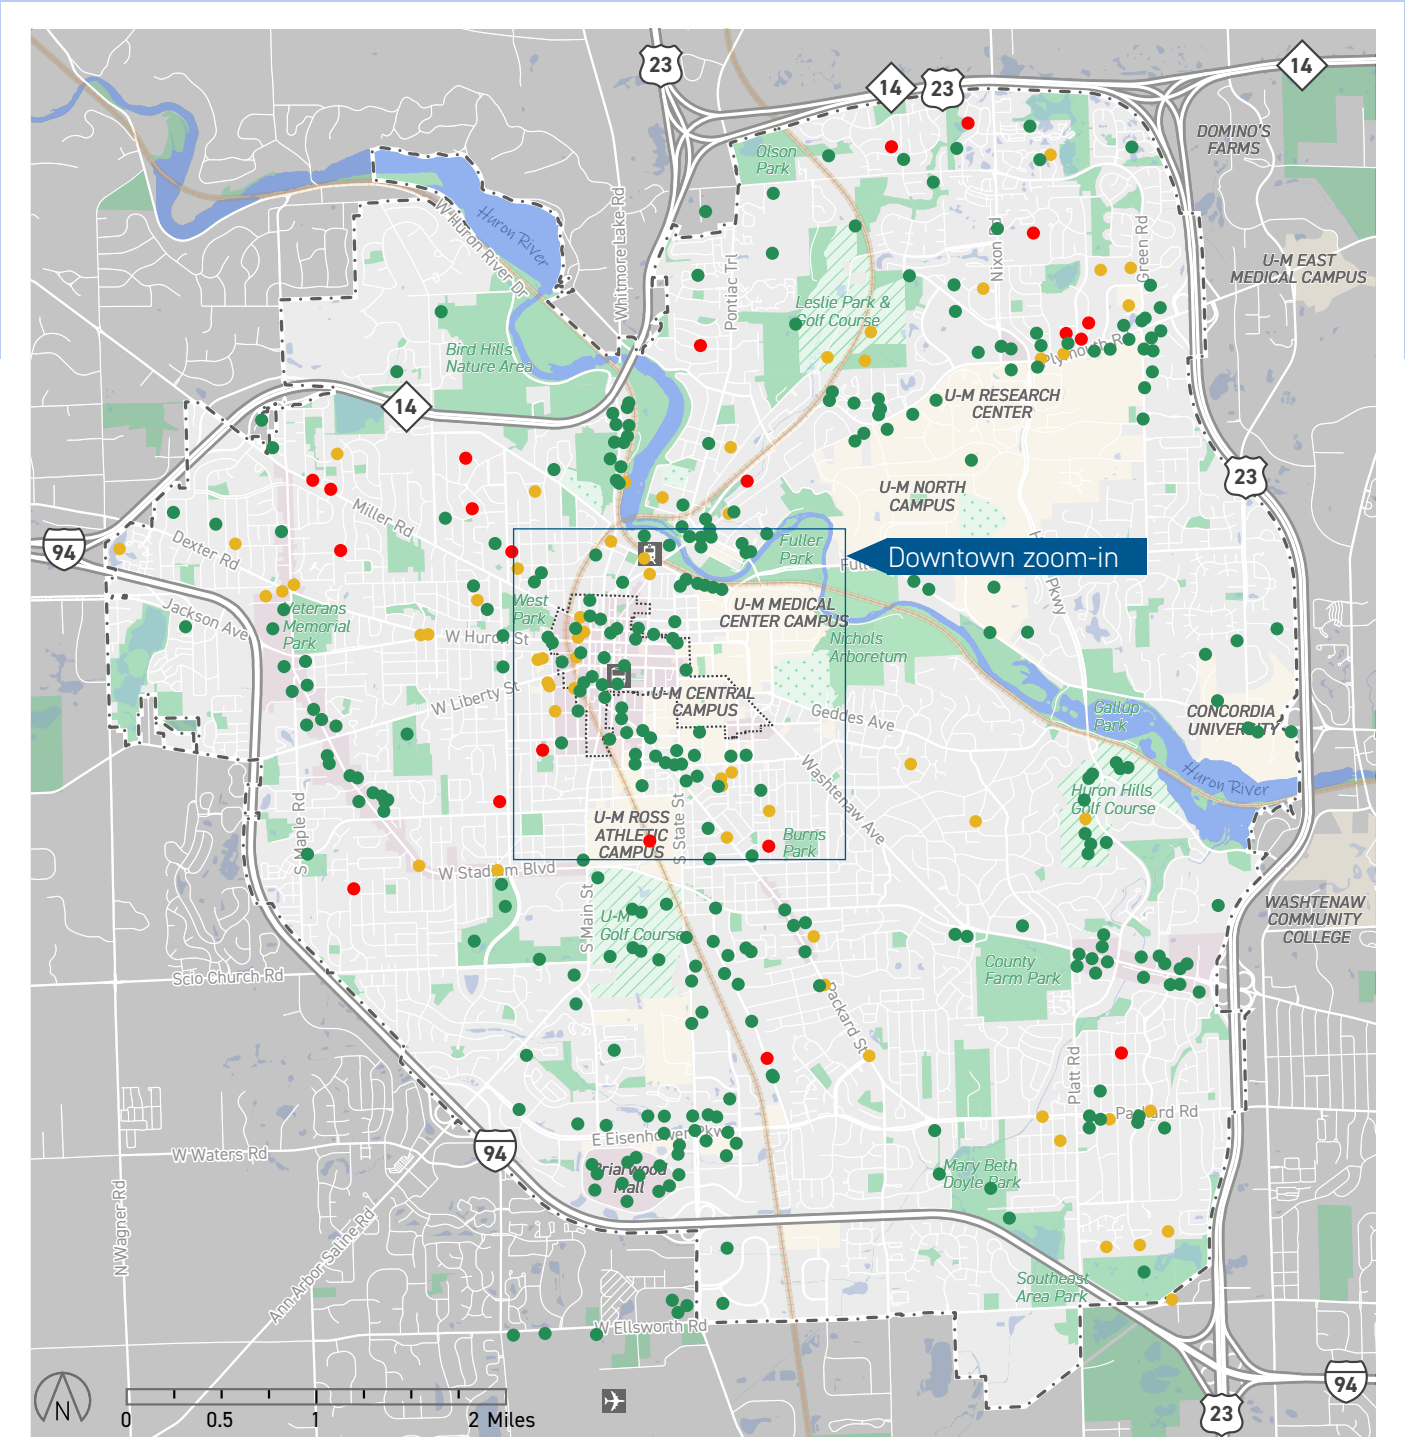 23
14
23
14
DOMINO'S
FARMS
Olson
Park
Whitmore Lake Rd
Pontiac Trl
W Huron River Dr
Huron River
Green Rd
U-M EAST
MEDICAL CAMPUS
Leslie Park &
Golf Course
Bird Hills
Nature Area
14
U-M RESEARCH
CENTER
23
U-M NORTH
CAMPUS
Miller Rd
Dexter Rd
94
Fuller
Park
Downtown zoom-in
Jackson Ave
Veterans
Memorial
Park
West
Park
W Huron St
U-M MEDICAL
CENTER CAMPUS
Nichols
Arboretum
W Liberty St
U-M CENTRAL
CAMPUS
Geddes Ave
Gallup
Park
CONCORDIA
UNIVERSITY
Washtenaw Ave
Huron River
Huron Hills
Golf Course
S Maple Rd
U-M ROSS
ATHLETIC
CAMPUS
S State St
Burns
Park
W Stadium Blvd
S Main St
U-M
Golf Course
WASHTENAW
COMMUNITY
COLLEGE
County
Farm Park
Scio Church Rd
Packard St
Platt Rd
Packard Rd
E Eisenhower Pkwy
94
W Waters Rd
Briarwood
Mall
Mary Beth
Doyle Park
N Wagner Rd
Ann Arbor Saline Rd
Southeast
Area Park
W Ellsworth Rd
94
23
N
0 0.5 1 2 Miles